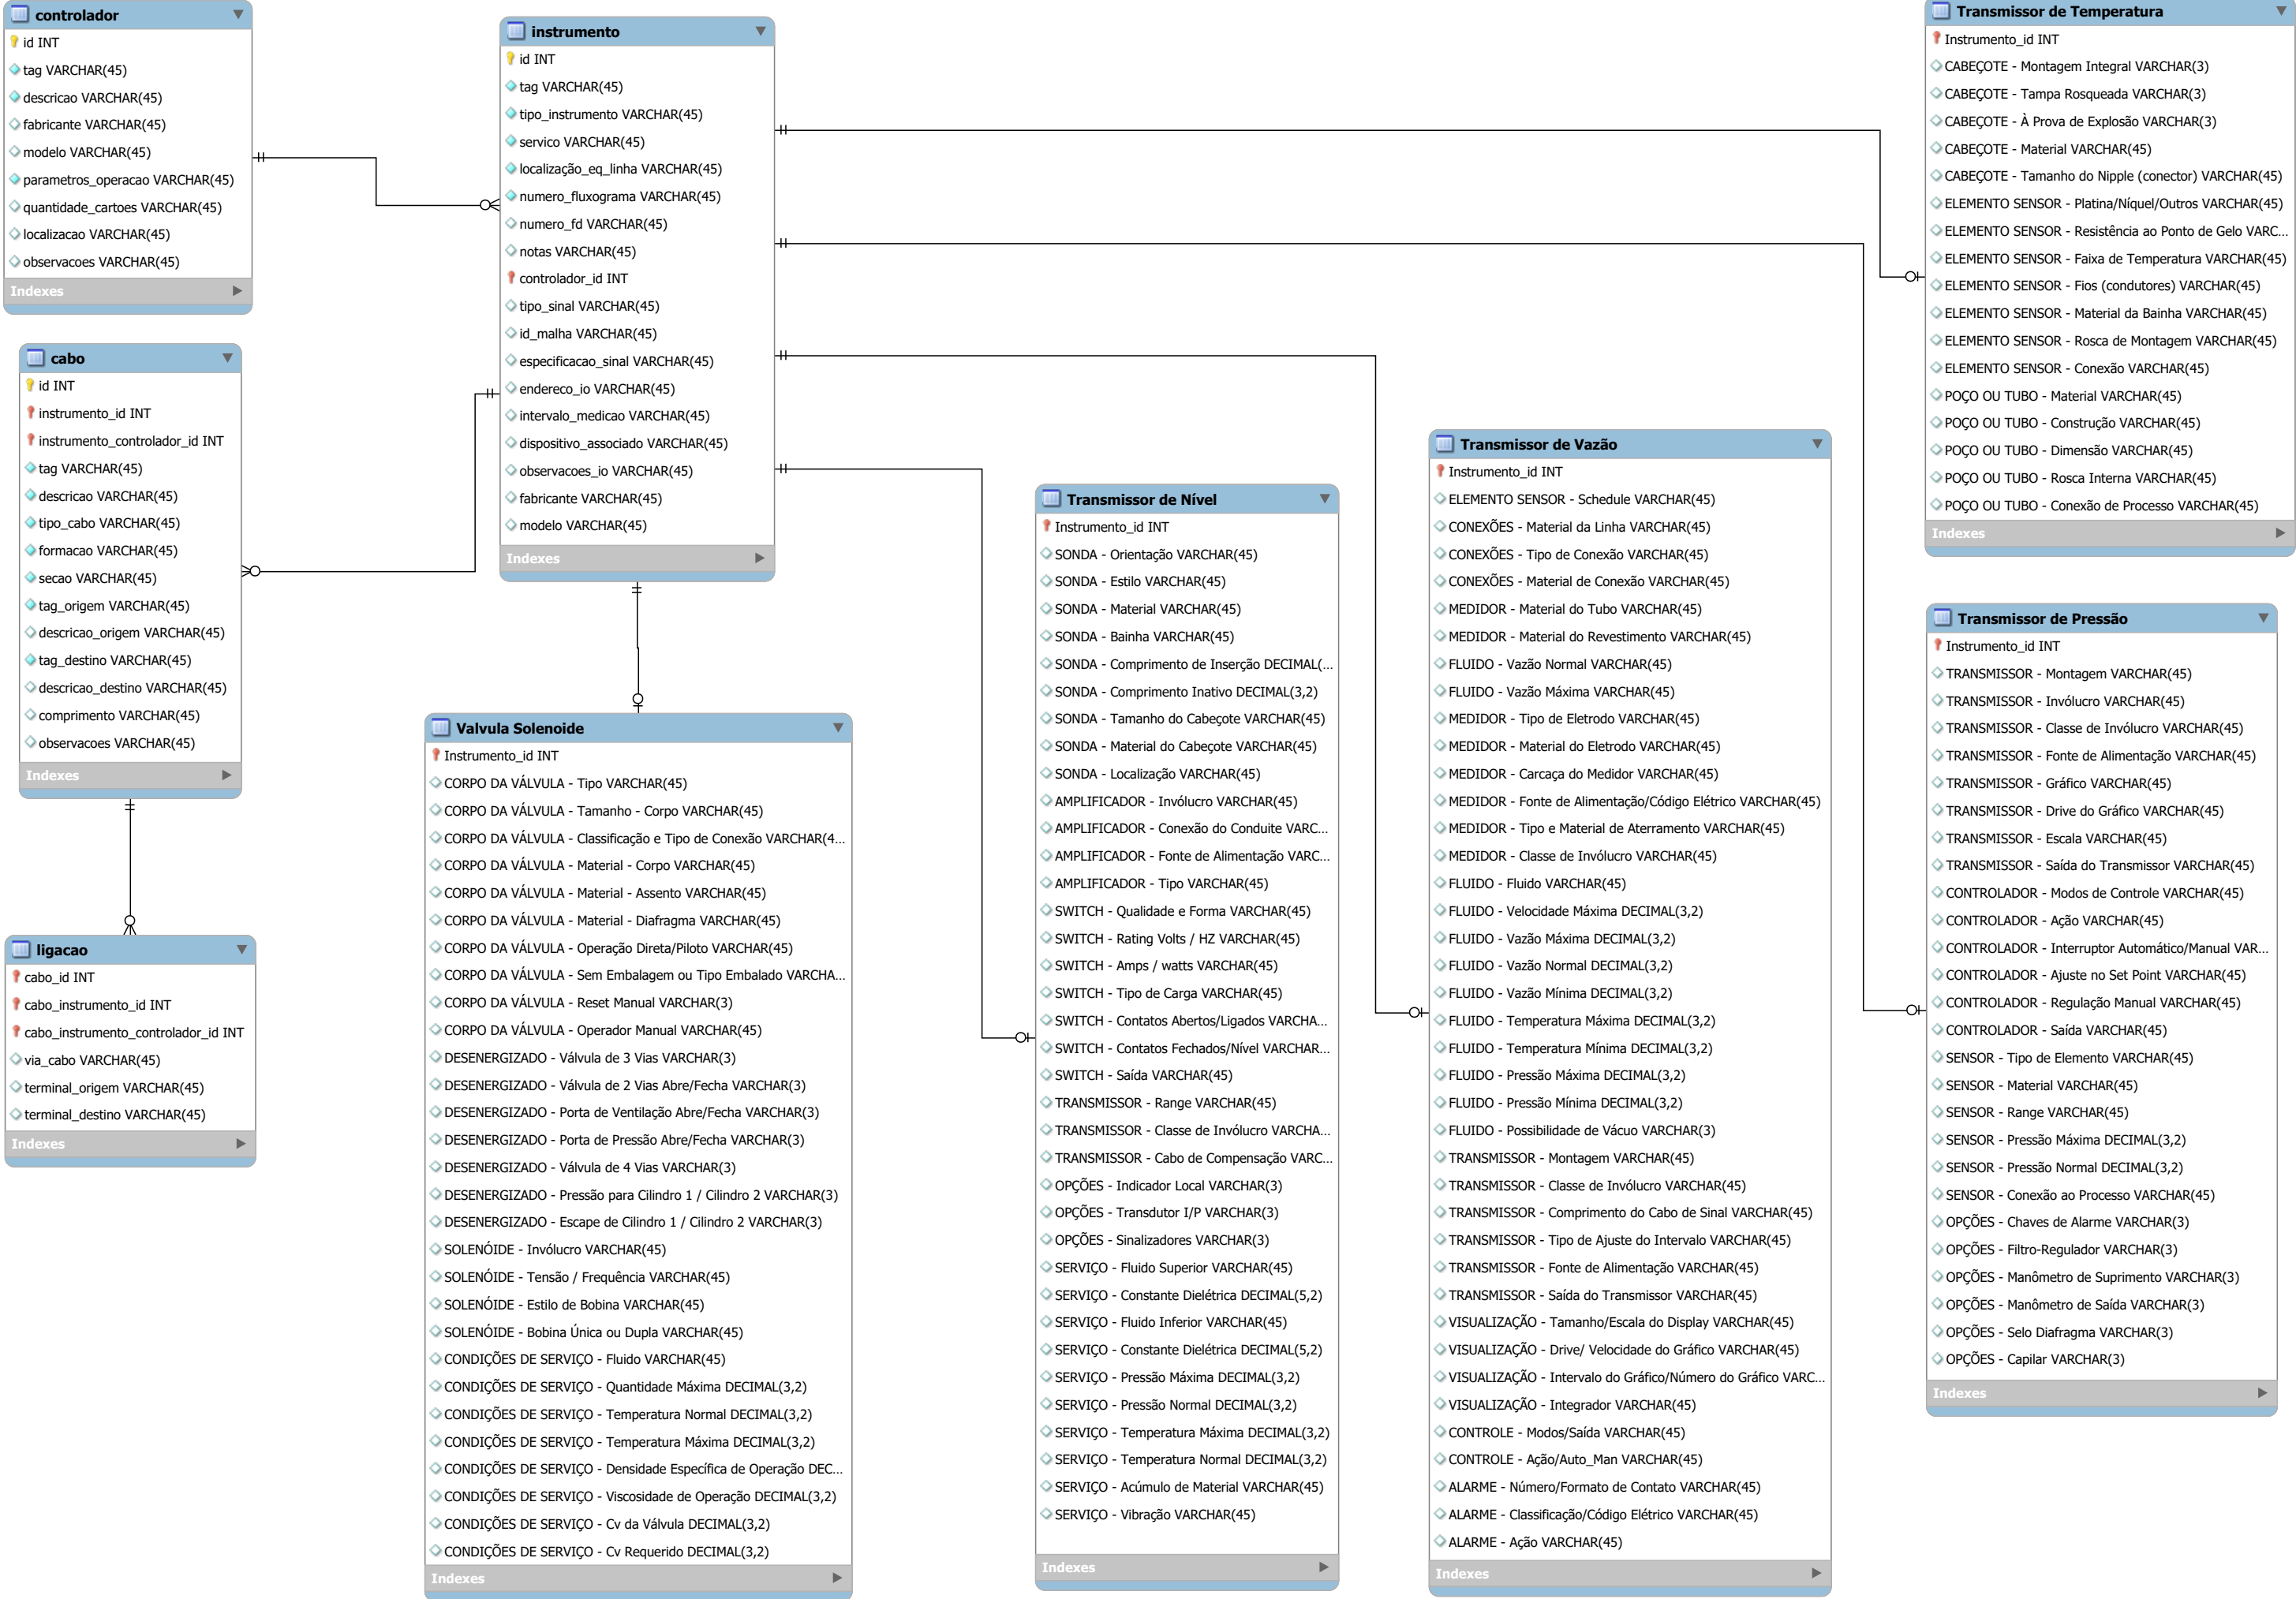 controlador
id INT
tag VARCHAR(45)
descricao VARCHAR(45)
fabricante VARCHAR(45)
modelo VARCHAR(45)
parametros_operacao VARCHAR(45)
quantidade_cartoes VARCHAR(45)
localizacao VARCHAR(45)
observacoes VARCHAR(45)
Indexes
cabo
id INT
instrumento_id INT
instrumento_controlador_id INT
tag VARCHAR(45)
descricao VARCHAR(45)
tipo_cabo VARCHAR(45)
formacao VARCHAR(45)
secao VARCHAR(45)
tag_origem VARCHAR(45)
descricao_origem VARCHAR(45)
tag_destino VARCHAR(45)
descricao_destino VARCHAR(45)
comprimento VARCHAR(45)
observacoes VARCHAR(45)
Indexes
ligacao
cabo_id INT
cabo_instrumento_id INT
cabo_instrumento_controlador_id INT
via_cabo VARCHAR(45)
terminal_origem VARCHAR(45)
terminal_destino VARCHAR(45)
Indexes
instrumento
id INT
tag VARCHAR(45)
tipo_instrumento VARCHAR(45)
servico VARCHAR(45)
localização_eq_linha VARCHAR(45)
numero_fluxograma VARCHAR(45)
numero_fd VARCHAR(45)
notas VARCHAR(45)
controlador_id INT
tipo_sinal VARCHAR(45)
id_malha VARCHAR(45)
especificacao_sinal VARCHAR(45)
endereco_io VARCHAR(45)
intervalo_medicao VARCHAR(45)
dispositivo_associado VARCHAR(45)
observacoes_io VARCHAR(45)
fabricante VARCHAR(45)
modelo VARCHAR(45)
Indexes
Valvula Solenoide
Instrumento_id INT
CORPO DA VÁLVULA - Tipo VARCHAR(45)
CORPO DA VÁLVULA - Tamanho - Corpo VARCHAR(45)
CORPO DA VÁLVULA - Classificação e Tipo de Conexão VARCHAR(4...
CORPO DA VÁLVULA - Material - Corpo VARCHAR(45)
CORPO DA VÁLVULA - Material - Assento VARCHAR(45)
CORPO DA VÁLVULA - Material - Diafragma VARCHAR(45)
CORPO DA VÁLVULA - Operação Direta/Piloto VARCHAR(45)
CORPO DA VÁLVULA - Sem Embalagem ou Tipo Embalado VARCHA...
CORPO DA VÁLVULA - Reset Manual VARCHAR(3)
CORPO DA VÁLVULA - Operador Manual VARCHAR(45)
DESENERGIZADO - Válvula de 3 Vias VARCHAR(3)
DESENERGIZADO - Válvula de 2 Vias Abre/Fecha VARCHAR(3)
DESENERGIZADO - Porta de Ventilação Abre/Fecha VARCHAR(3)
DESENERGIZADO - Porta de Pressão Abre/Fecha VARCHAR(3)
DESENERGIZADO - Válvula de 4 Vias VARCHAR(3)
DESENERGIZADO - Pressão para Cilindro 1 / Cilindro 2 VARCHAR(3)
DESENERGIZADO - Escape de Cilindro 1 / Cilindro 2 VARCHAR(3)
SOLENÓIDE - Invólucro VARCHAR(45)
SOLENÓIDE - Tensão / Frequência VARCHAR(45)
SOLENÓIDE - Estilo de Bobina VARCHAR(45)
SOLENÓIDE - Bobina Única ou Dupla VARCHAR(45)
CONDIÇÕES DE SERVIÇO - Fluido VARCHAR(45)
CONDIÇÕES DE SERVIÇO - Quantidade Máxima DECIMAL(3,2)
CONDIÇÕES DE SERVIÇO - Temperatura Normal DECIMAL(3,2)
CONDIÇÕES DE SERVIÇO - Temperatura Máxima DECIMAL(3,2)
CONDIÇÕES DE SERVIÇO - Densidade Específica de Operação DEC...
CONDIÇÕES DE SERVIÇO - Viscosidade de Operação DECIMAL(3,2)
CONDIÇÕES DE SERVIÇO - Cv da Válvula DECIMAL(3,2)
CONDIÇÕES DE SERVIÇO - Cv Requerido DECIMAL(3,2)
Indexes
Transmissor de Nível
Instrumento_id INT
SONDA - Orientação VARCHAR(45)
SONDA - Estilo VARCHAR(45)
SONDA - Material VARCHAR(45)
SONDA - Bainha VARCHAR(45)
SONDA - Comprimento de Inserção DECIMAL(...
SONDA - Comprimento Inativo DECIMAL(3,2)
SONDA - Tamanho do Cabeçote VARCHAR(45)
SONDA - Material do Cabeçote VARCHAR(45)
SONDA - Localização VARCHAR(45)
AMPLIFICADOR - Invólucro VARCHAR(45)
AMPLIFICADOR - Conexão do Conduite VARC...
AMPLIFICADOR - Fonte de Alimentação VARC...
AMPLIFICADOR - Tipo VARCHAR(45)
SWITCH - Qualidade e Forma VARCHAR(45)
SWITCH - Rating Volts / HZ VARCHAR(45)
SWITCH - Amps / watts VARCHAR(45)
SWITCH - Tipo de Carga VARCHAR(45)
SWITCH - Contatos Abertos/Ligados VARCHA...
SWITCH - Contatos Fechados/Nível VARCHAR...
SWITCH - Saída VARCHAR(45)
TRANSMISSOR - Range VARCHAR(45)
TRANSMISSOR - Classe de Invólucro VARCHA...
TRANSMISSOR - Cabo de Compensação VARC...
OPÇÕES - Indicador Local VARCHAR(3)
OPÇÕES - Transdutor I/P VARCHAR(3)
OPÇÕES - Sinalizadores VARCHAR(3)
SERVIÇO - Fluido Superior VARCHAR(45)
SERVIÇO - Constante Dielétrica DECIMAL(5,2)
SERVIÇO - Fluido Inferior VARCHAR(45)
SERVIÇO - Constante Dielétrica DECIMAL(5,2)
SERVIÇO - Pressão Máxima DECIMAL(3,2)
SERVIÇO - Pressão Normal DECIMAL(3,2)
SERVIÇO - Temperatura Máxima DECIMAL(3,2)
SERVIÇO - Temperatura Normal DECIMAL(3,2)
SERVIÇO - Acúmulo de Material VARCHAR(45)
SERVIÇO - Vibração VARCHAR(45)
Indexes
Transmissor de Vazão
Instrumento_id INT
ELEMENTO SENSOR - Schedule VARCHAR(45)
CONEXÕES - Material da Linha VARCHAR(45)
CONEXÕES - Tipo de Conexão VARCHAR(45)
CONEXÕES - Material de Conexão VARCHAR(45)
MEDIDOR - Material do Tubo VARCHAR(45)
MEDIDOR - Material do Revestimento VARCHAR(45)
FLUIDO - Vazão Normal VARCHAR(45)
FLUIDO - Vazão Máxima VARCHAR(45)
MEDIDOR - Tipo de Eletrodo VARCHAR(45)
MEDIDOR - Material do Eletrodo VARCHAR(45)
MEDIDOR - Carcaça do Medidor VARCHAR(45)
MEDIDOR - Fonte de Alimentação/Código Elétrico VARCHAR(45)
MEDIDOR - Tipo e Material de Aterramento VARCHAR(45)
MEDIDOR - Classe de Invólucro VARCHAR(45)
FLUIDO - Fluido VARCHAR(45)
FLUIDO - Velocidade Máxima DECIMAL(3,2)
FLUIDO - Vazão Máxima DECIMAL(3,2)
FLUIDO - Vazão Normal DECIMAL(3,2)
FLUIDO - Vazão Mínima DECIMAL(3,2)
FLUIDO - Temperatura Máxima DECIMAL(3,2)
FLUIDO - Temperatura Mínima DECIMAL(3,2)
FLUIDO - Pressão Máxima DECIMAL(3,2)
FLUIDO - Pressão Mínima DECIMAL(3,2)
FLUIDO - Possibilidade de Vácuo VARCHAR(3)
TRANSMISSOR - Montagem VARCHAR(45)
TRANSMISSOR - Classe de Invólucro VARCHAR(45)
TRANSMISSOR - Comprimento do Cabo de Sinal VARCHAR(45)
TRANSMISSOR - Tipo de Ajuste do Intervalo VARCHAR(45)
TRANSMISSOR - Fonte de Alimentação VARCHAR(45)
TRANSMISSOR - Saída do Transmissor VARCHAR(45)
VISUALIZAÇÃO - Tamanho/Escala do Display VARCHAR(45)
VISUALIZAÇÃO - Drive/ Velocidade do Gráfico VARCHAR(45)
VISUALIZAÇÃO - Intervalo do Gráfico/Número do Gráfico VARC...
VISUALIZAÇÃO - Integrador VARCHAR(45)
CONTROLE - Modos/Saída VARCHAR(45)
CONTROLE - Ação/Auto_Man VARCHAR(45)
ALARME - Número/Formato de Contato VARCHAR(45)
ALARME - Classificação/Código Elétrico VARCHAR(45)
ALARME - Ação VARCHAR(45)
Indexes
Transmissor de Temperatura
Instrumento_id INT
CABEÇOTE - Montagem Integral VARCHAR(3)
CABEÇOTE - Tampa Rosqueada VARCHAR(3)
CABEÇOTE - À Prova de Explosão VARCHAR(3)
CABEÇOTE - Material VARCHAR(45)
CABEÇOTE - Tamanho do Nipple (conector) VARCHAR(45)
ELEMENTO SENSOR - Platina/Níquel/Outros VARCHAR(45)
ELEMENTO SENSOR - Resistência ao Ponto de Gelo VARC...
ELEMENTO SENSOR - Faixa de Temperatura VARCHAR(45)
ELEMENTO SENSOR - Fios (condutores) VARCHAR(45)
ELEMENTO SENSOR - Material da Bainha VARCHAR(45)
ELEMENTO SENSOR - Rosca de Montagem VARCHAR(45)
ELEMENTO SENSOR - Conexão VARCHAR(45)
POÇO OU TUBO - Material VARCHAR(45)
POÇO OU TUBO - Construção VARCHAR(45)
POÇO OU TUBO - Dimensão VARCHAR(45)
POÇO OU TUBO - Rosca Interna VARCHAR(45)
POÇO OU TUBO - Conexão de Processo VARCHAR(45)
Indexes
Transmissor de Pressão
Instrumento_id INT
TRANSMISSOR - Montagem VARCHAR(45)
TRANSMISSOR - Invólucro VARCHAR(45)
TRANSMISSOR - Classe de Invólucro VARCHAR(45)
TRANSMISSOR - Fonte de Alimentação VARCHAR(45)
TRANSMISSOR - Gráfico VARCHAR(45)
TRANSMISSOR - Drive do Gráfico VARCHAR(45)
TRANSMISSOR - Escala VARCHAR(45)
TRANSMISSOR - Saída do Transmissor VARCHAR(45)
CONTROLADOR - Modos de Controle VARCHAR(45)
CONTROLADOR - Ação VARCHAR(45)
CONTROLADOR - Interruptor Automático/Manual VAR...
CONTROLADOR - Ajuste no Set Point VARCHAR(45)
CONTROLADOR - Regulação Manual VARCHAR(45)
CONTROLADOR - Saída VARCHAR(45)
SENSOR - Tipo de Elemento VARCHAR(45)
SENSOR - Material VARCHAR(45)
SENSOR - Range VARCHAR(45)
SENSOR - Pressão Máxima DECIMAL(3,2)
SENSOR - Pressão Normal DECIMAL(3,2)
SENSOR - Conexão ao Processo VARCHAR(45)
OPÇÕES - Chaves de Alarme VARCHAR(3)
OPÇÕES - Filtro-Regulador VARCHAR(3)
OPÇÕES - Manômetro de Suprimento VARCHAR(3)
OPÇÕES - Manômetro de Saída VARCHAR(3)
OPÇÕES - Selo Diafragma VARCHAR(3)
OPÇÕES - Capilar VARCHAR(3)
Indexes